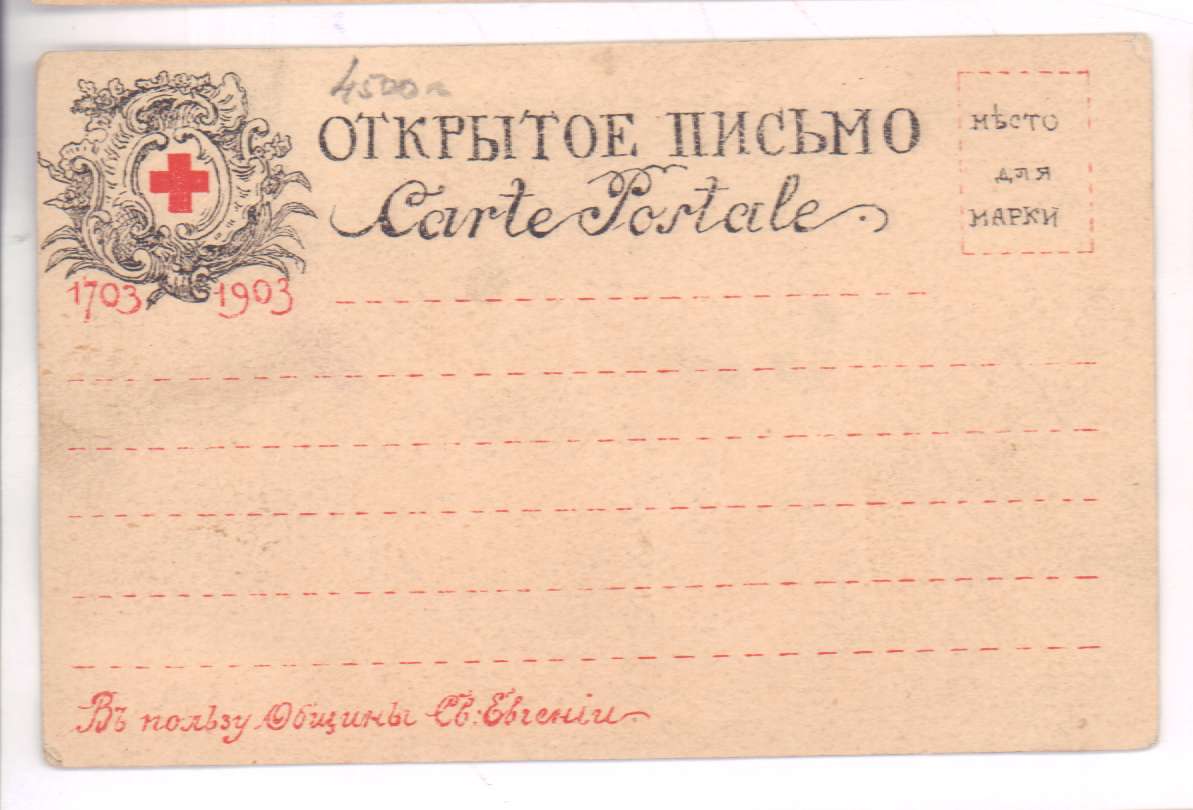 4500
ОТКРЫТОЕ ПИСЬМО
Carte Postale
МѢСТО
ДЛЯ
МАРКИ
1703 1903
Въ пользу Общины Св: Евгеніи